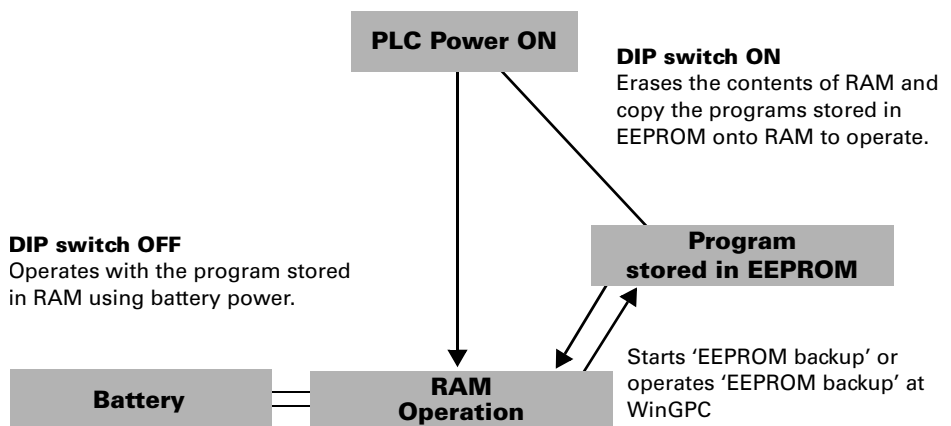 PLC Power ON
DIP switch ON
Erases the contents of RAM and
copy the programs stored in
EEPROM onto RAM to operate.
DIP switch OFF
Operates with the program stored
in RAM using battery power.
Program
stored in EEPROM
Starts ‘EEPROM backup’ or
operates ‘EEPROM backup’ at
WinGPC
Battery
RAM
Operation